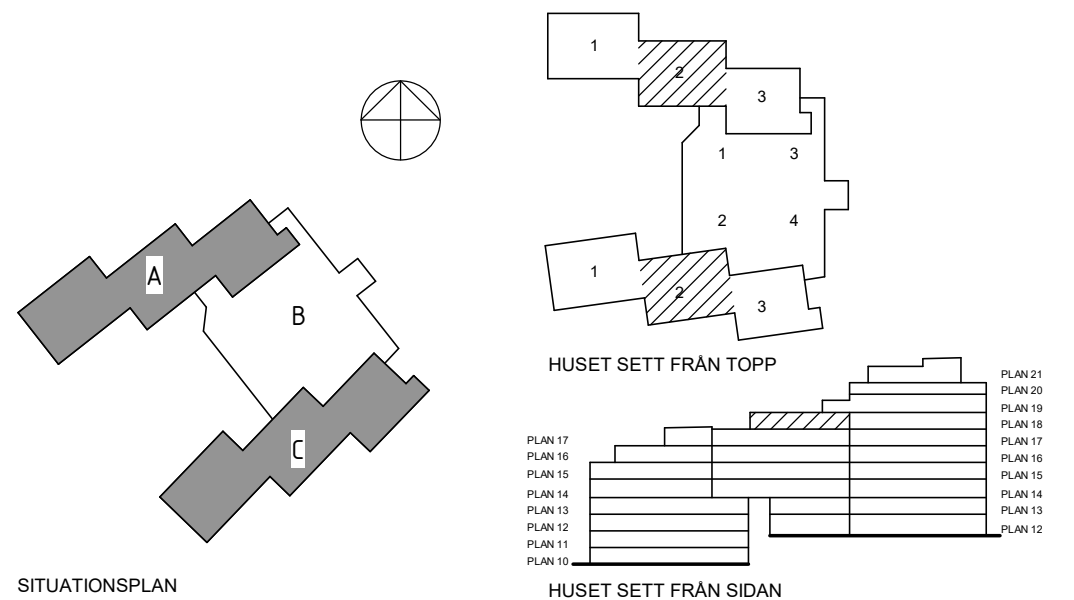 A
B
C
SITUATIONSPLAN
1
2
3
1 3
2 4
1
2
3
HUSET SETT FRÅN TOPP
PLAN 17
PLAN 16
PLAN 15
PLAN 14
PLAN 13
PLAN 12
PLAN 11
PLAN 10
PLAN 21
PLAN 20
PLAN 19
PLAN 18
PLAN 17
PLAN 16
PLAN 15
PLAN 14
PLAN 13
PLAN 12
HUSET SETT FRÅN SIDAN